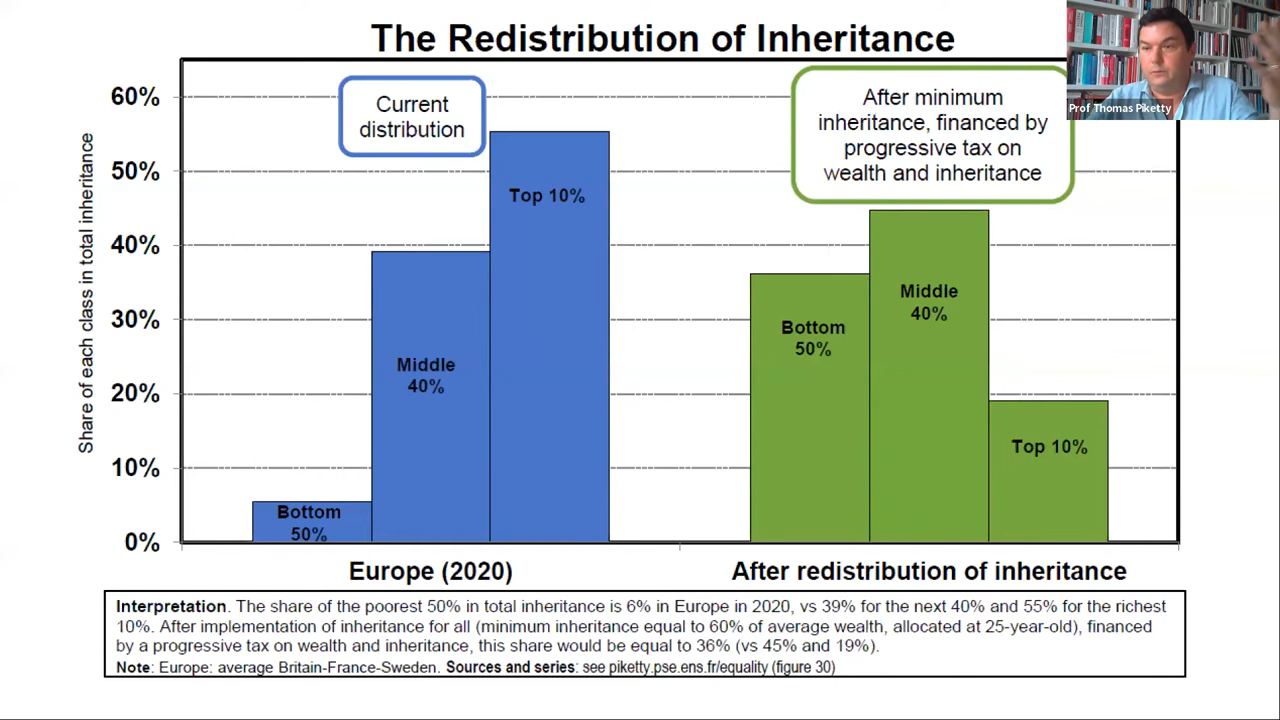 The Redistribution of Inheritance
Prof Thomas Piketty
Share of each class in total inheritance
60%
50%
40%
30%
20%
10%
0%
Current
distribution
After minimum
inheritance, financed by
progressive tax on
wealth and inheritance
Bottom
50%
Middle
40%
Top 10%
Bottom
50%
Middle
40%
Top 10%
Europe (2020)
After redistribution of inheritance
Interpretation. The share of the poorest 50% in total inheritance is 6% in Europe in 2020, vs 39% for the next 40% and 55% for the richest
10%. After implementation of inheritance for all (minimum inheritance equal to 60% of average wealth, allocated at 25-year-old), financed
by a progressive tax on wealth and inheritance, this share would be equal to 36% (vs 45% and 19%).
Note: Europe: average Britain-France-Sweden. Sources and series: see piketty.pse.ens.fr/equality (figure 30)